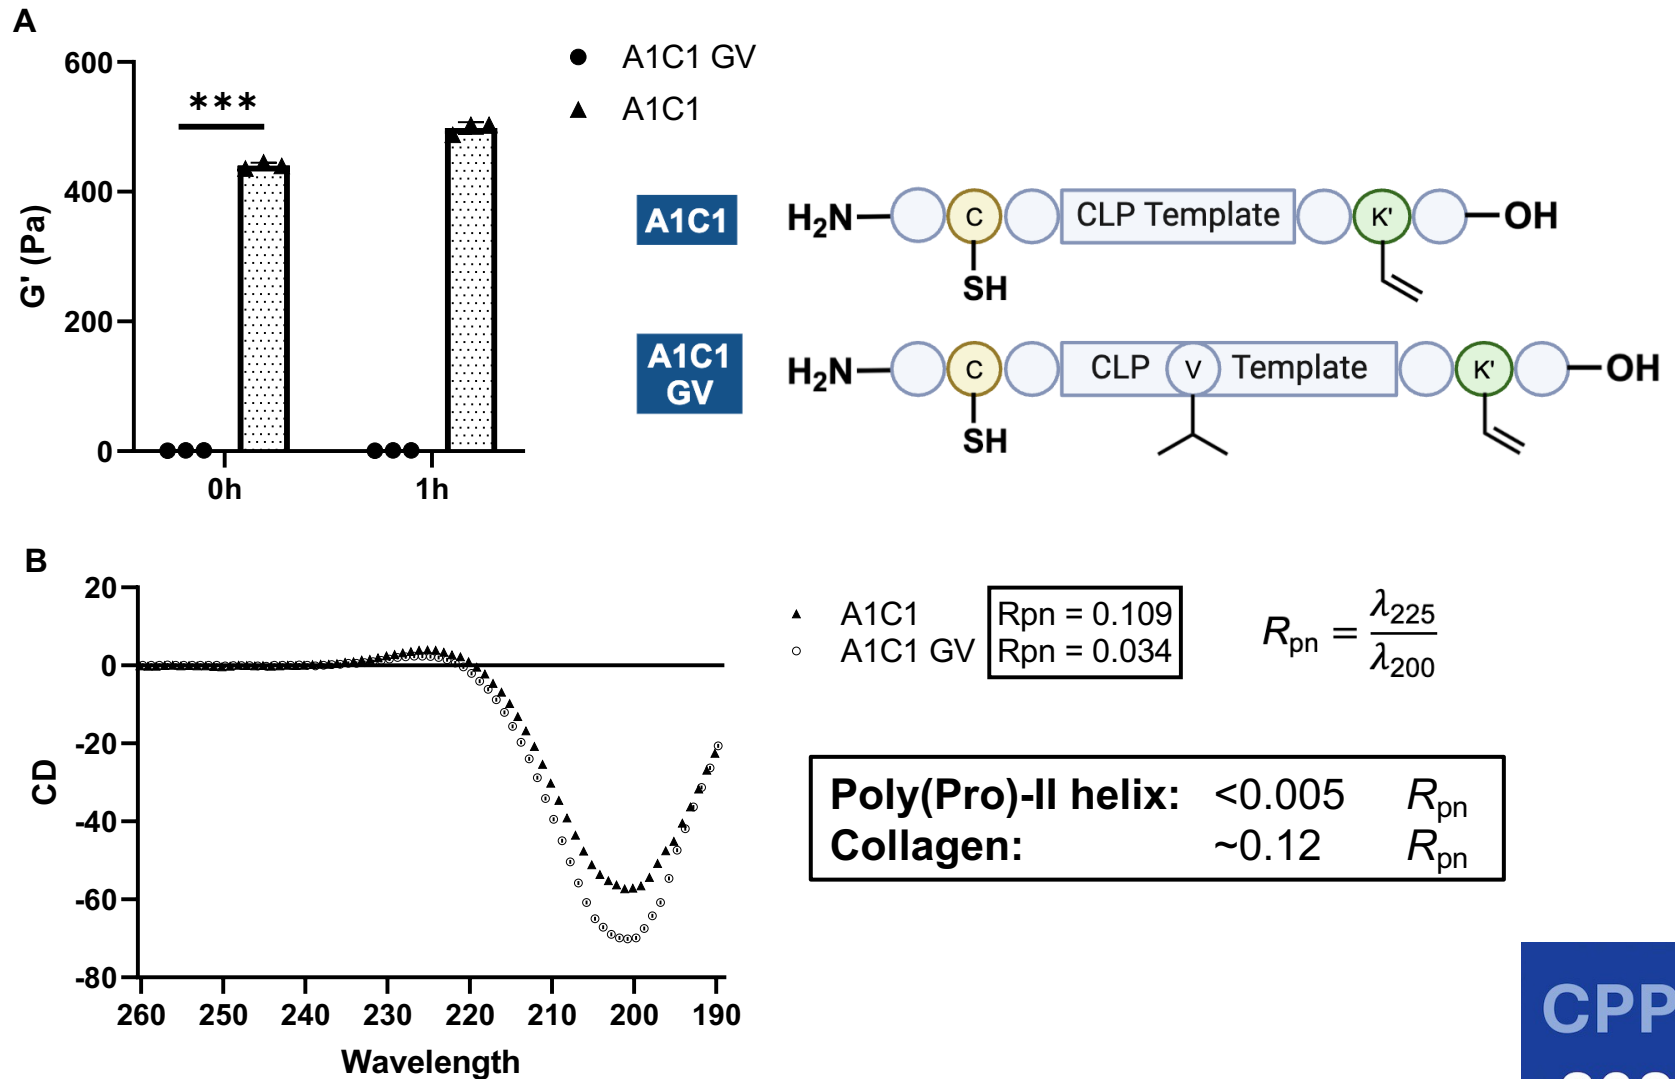 A
600
400
200
0
G' (Pa)
***
0h
1h
A1C1 GV
A1C1
A1C1
H₂N
C
SH
CLP Template
K'
OH
A1C1
GV
H₂N
C
SH
CLP V Template
K'
OH
B
20
0
-20
-40
-60
-80
CD
260 250 240 230 220 210 200 190
Wavelength
A1C1 Rpn = 0.109
A1C1 GV Rpn = 0.034
Rpn = λ225 / λ200
Poly(Pro)-II helix: <0.005 Rpn
Collagen: ~0.12 Rpn
CPP